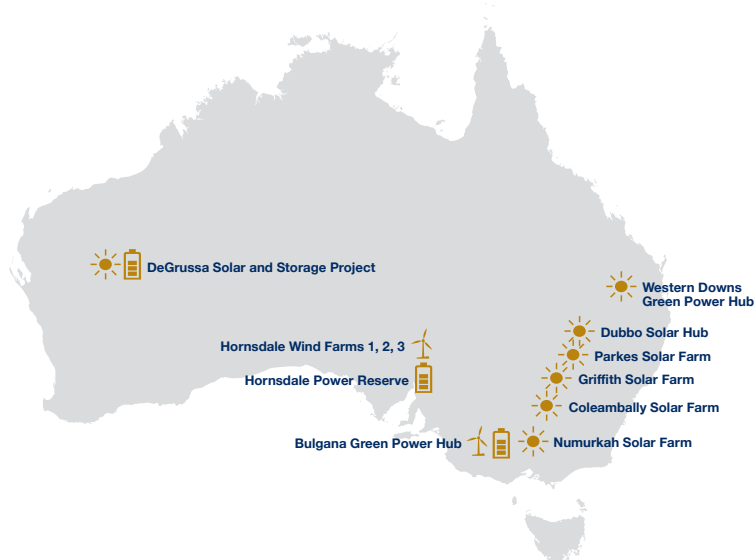 DeGrussa Solar and Storage Project
Western Downs
Green Power Hub
Dubbo Solar Hub
Hornsdale Wind Farms 1, 2, 3
Parkes Solar Farm
Hornsdale Power Reserve
Griffith Solar Farm
Coleambally Solar Farm
Bulgana Green Power Hub
Numurkah Solar Farm